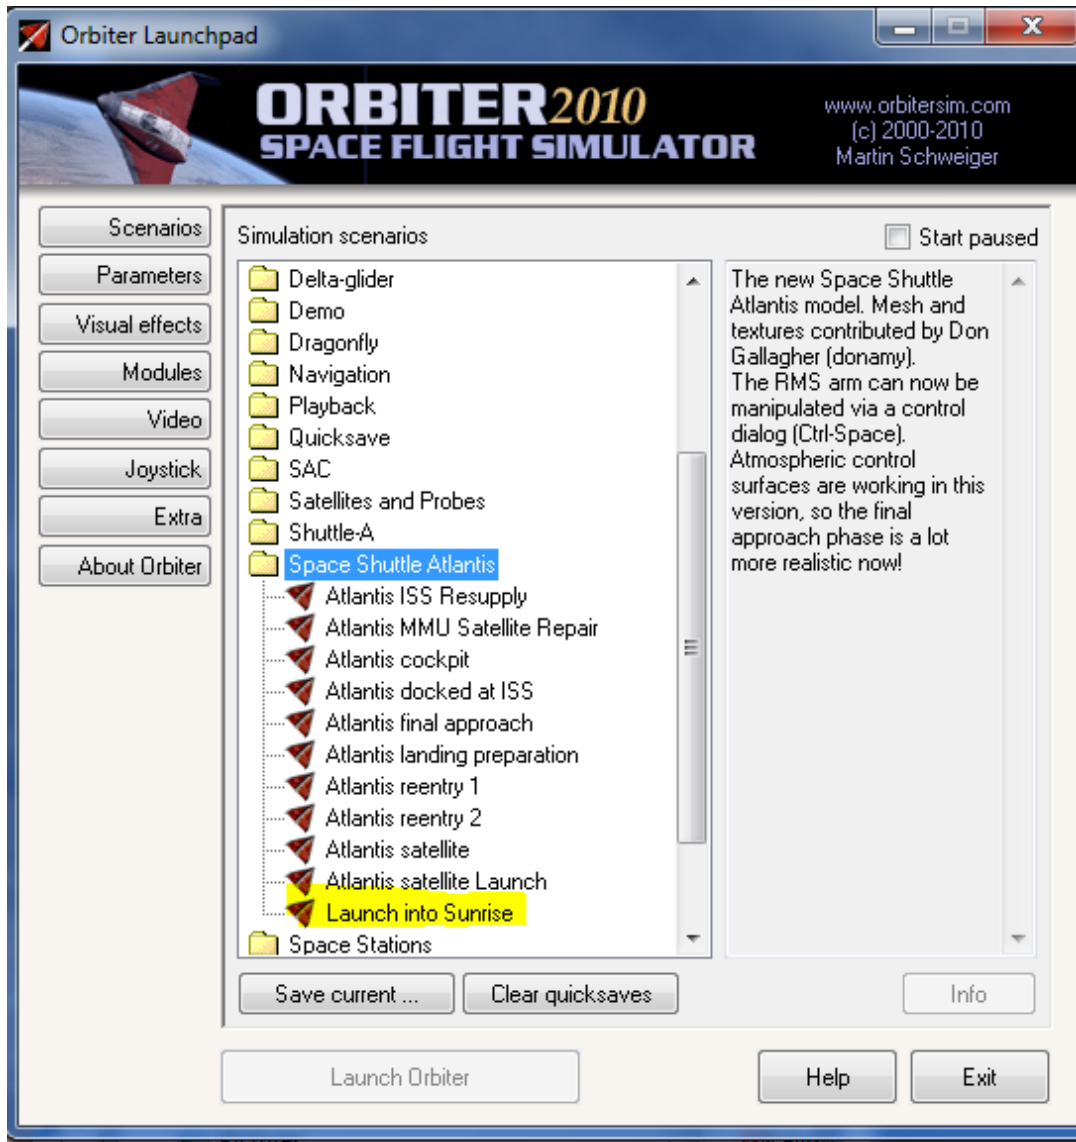 Orbiter Launchpad
ORBITER2010
SPACE FLIGHT SIMULATOR
www.orbitersim.com
(c) 2000-2010
Martin Schweiger
Scenarios
Parameters
Visual effects
Modules
Video
Joystick
Extra
About Orbiter
Simulation scenarios
Start paused
Delta-glider
Demo
Dragonfly
Navigation
Playback
Quicksave
SAC
Satellites and Probes
Shuttle-A
Space Shuttle Atlantis
Atlantis ISS Resupply
Atlantis MMU Satellite Repair
Atlantis cockpit
Atlantis docked at ISS
Atlantis final approach
Atlantis landing preparation
Atlantis reentry 1
Atlantis reentry 2
Atlantis satellite
Atlantis satellite Launch
Launch into Sunrise
Space Stations
The new Space Shuttle
Atlantis model. Mesh and
textures contributed by Don
Gallagher (donamy).
The RMS arm can now be
manipulated via a control
dialog (Ctrl-Space).
Atmospheric control
surfaces are working in this
version, so the final
approach phase is a lot
more realistic now!
Save current ...
Clear quicksaves
Info
Launch Orbiter
Help
Exit